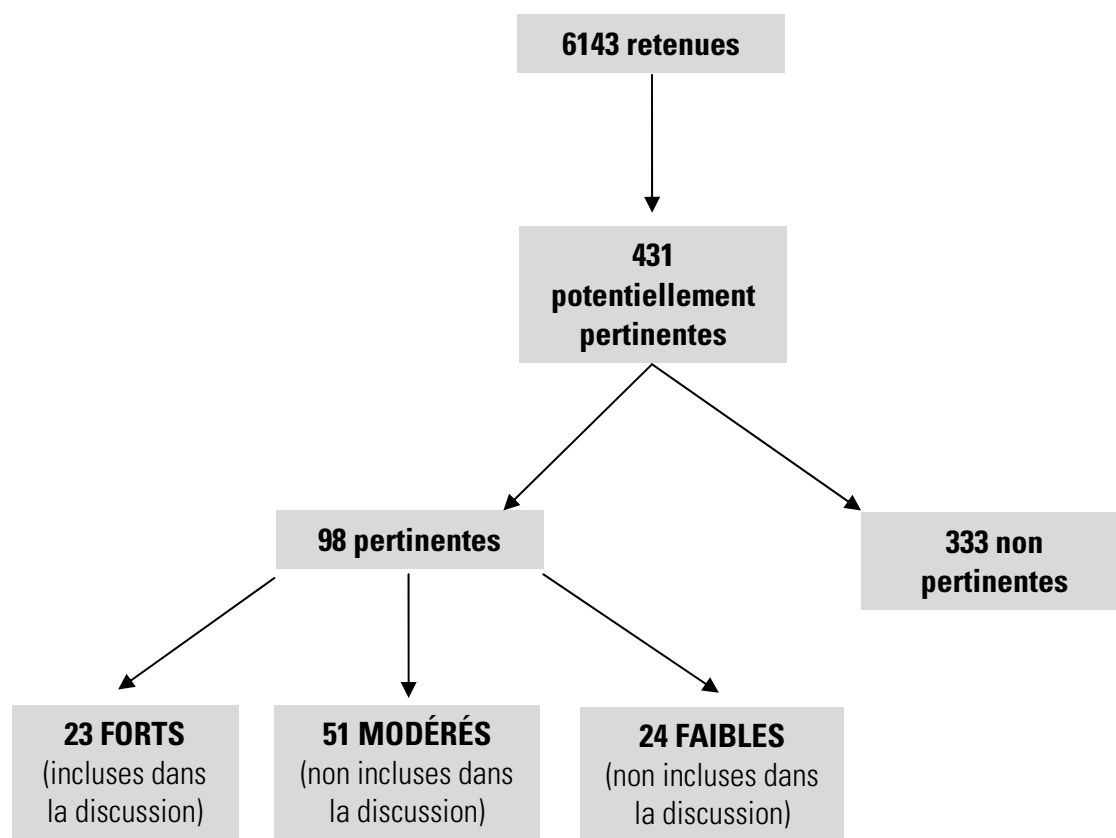 6143 retenues
431
potentiellement
pertinentes
98 pertinentes
333 non
pertinentes
23 FORTS
(incluses dans
la discussion)
51 MODÉRÉS
(non incluses dans
la discussion)
24 FAIBLES
(non incluses dans
la discussion)